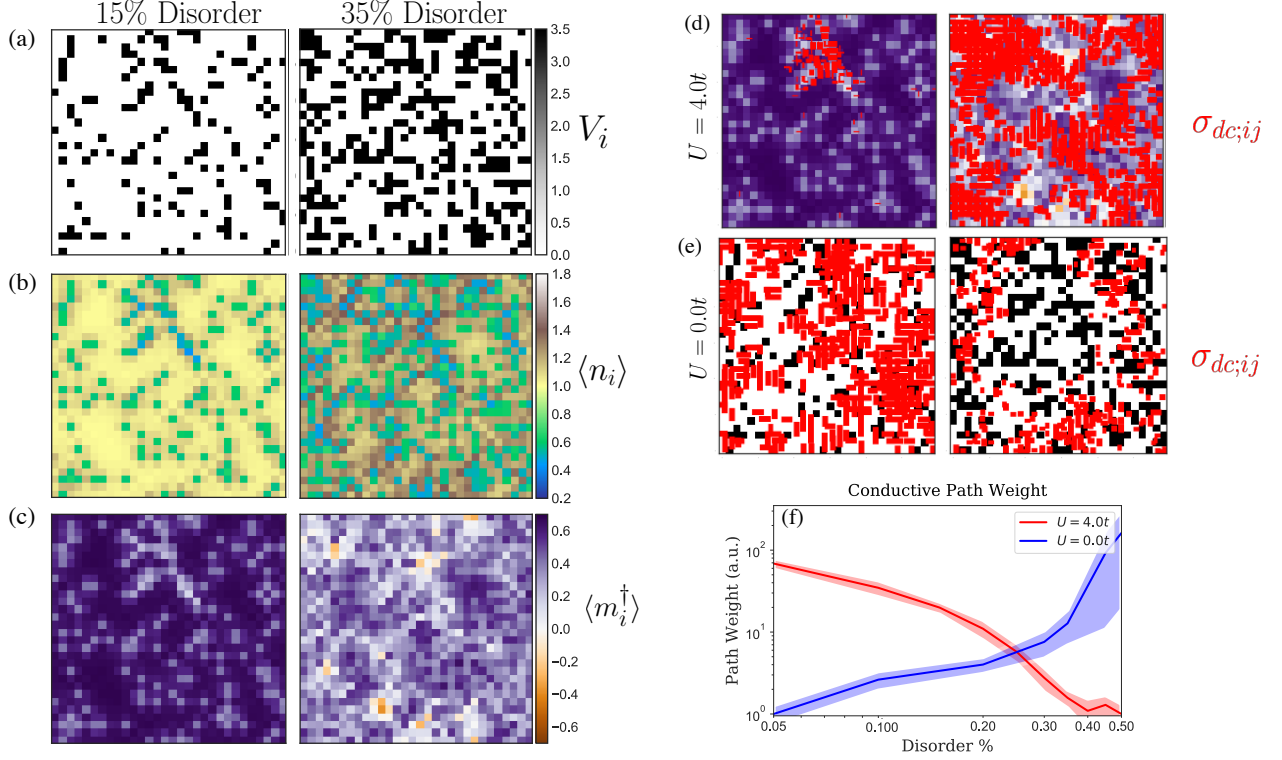 15% Disorder
35% Disorder
(a)
3.5
3.0
2.5
2.0
1.5
1.0
0.5
0.0
V_i
(b)
1.8
1.6
1.4
1.2
1.0
0.8
0.6
0.4
0.2
⟨n_i⟩
(c)
0.6
0.4
0.2
0.0
−0.2
−0.4
−0.6
⟨m_i^†⟩
(d)
U = 4.0t
σ_{dc;ij}
(e)
U = 0.0t
σ_{dc;ij}
Conductive Path Weight
(f)
U = 4.0t
U = 0.0t
Path Weight (a.u.)
10^2
10^1
10^0
0.05
0.100
0.20
0.30
0.40
0.50
Disorder %